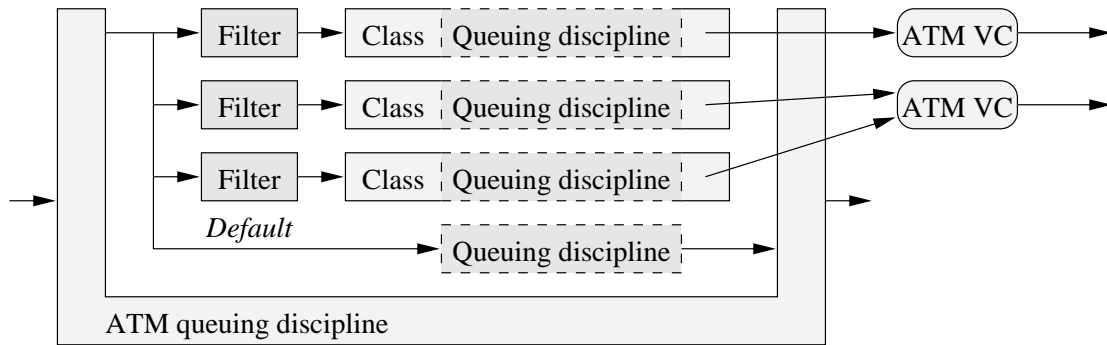 Filter Class Queuing discipline ATM VC
Filter Class Queuing discipline ATM VC
Filter Class Queuing discipline
Default
Queuing discipline
ATM queuing discipline